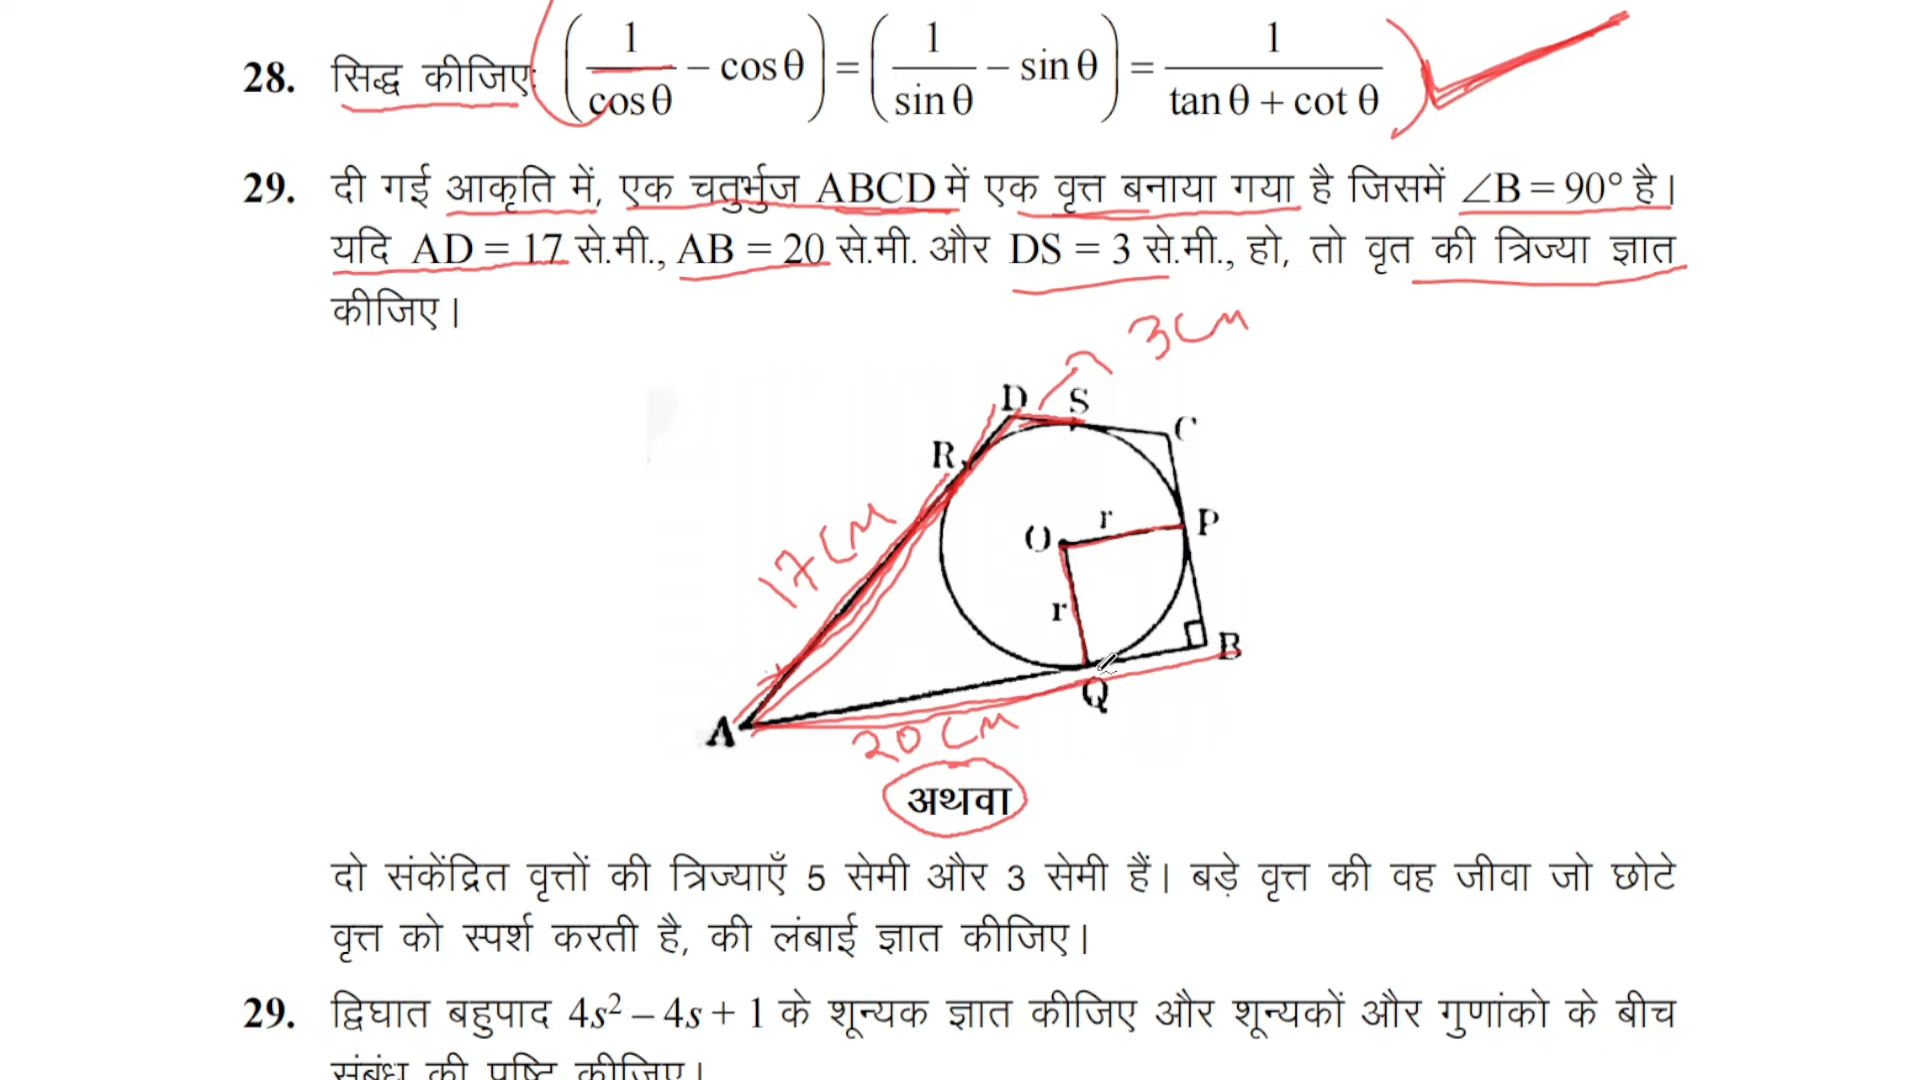 28. सिद्ध कीजिए: (1/cosθ − cosθ) = (1/sinθ − sinθ) = 1/(tanθ + cotθ)
29. दी गई आकृति में, एक चतुर्भुज ABCD में एक वृत्त बनाया गया है जिसमें ∠B = 90° है।
यदि AD = 17 से.मी., AB = 20 से.मी. और DS = 3 से.मी., हो, तो वृत की त्रिज्या ज्ञात
कीजिए।
3cm
D S
C
R
17cm
O r P
r
B
Q
A
20cm
अथवा
दो संकेंद्रित वृत्तों की त्रिज्याएँ 5 सेमी और 3 सेमी हैं। बड़े वृत्त की वह जीवा जो छोटे
वृत्त को स्पर्श करती है, की लंबाई ज्ञात कीजिए।
29. द्विघात बहुपाद 4s² – 4s + 1 के शून्यक ज्ञात कीजिए और शून्यकों और गुणांको के बीच
संबंध की पुष्टि कीजिए।